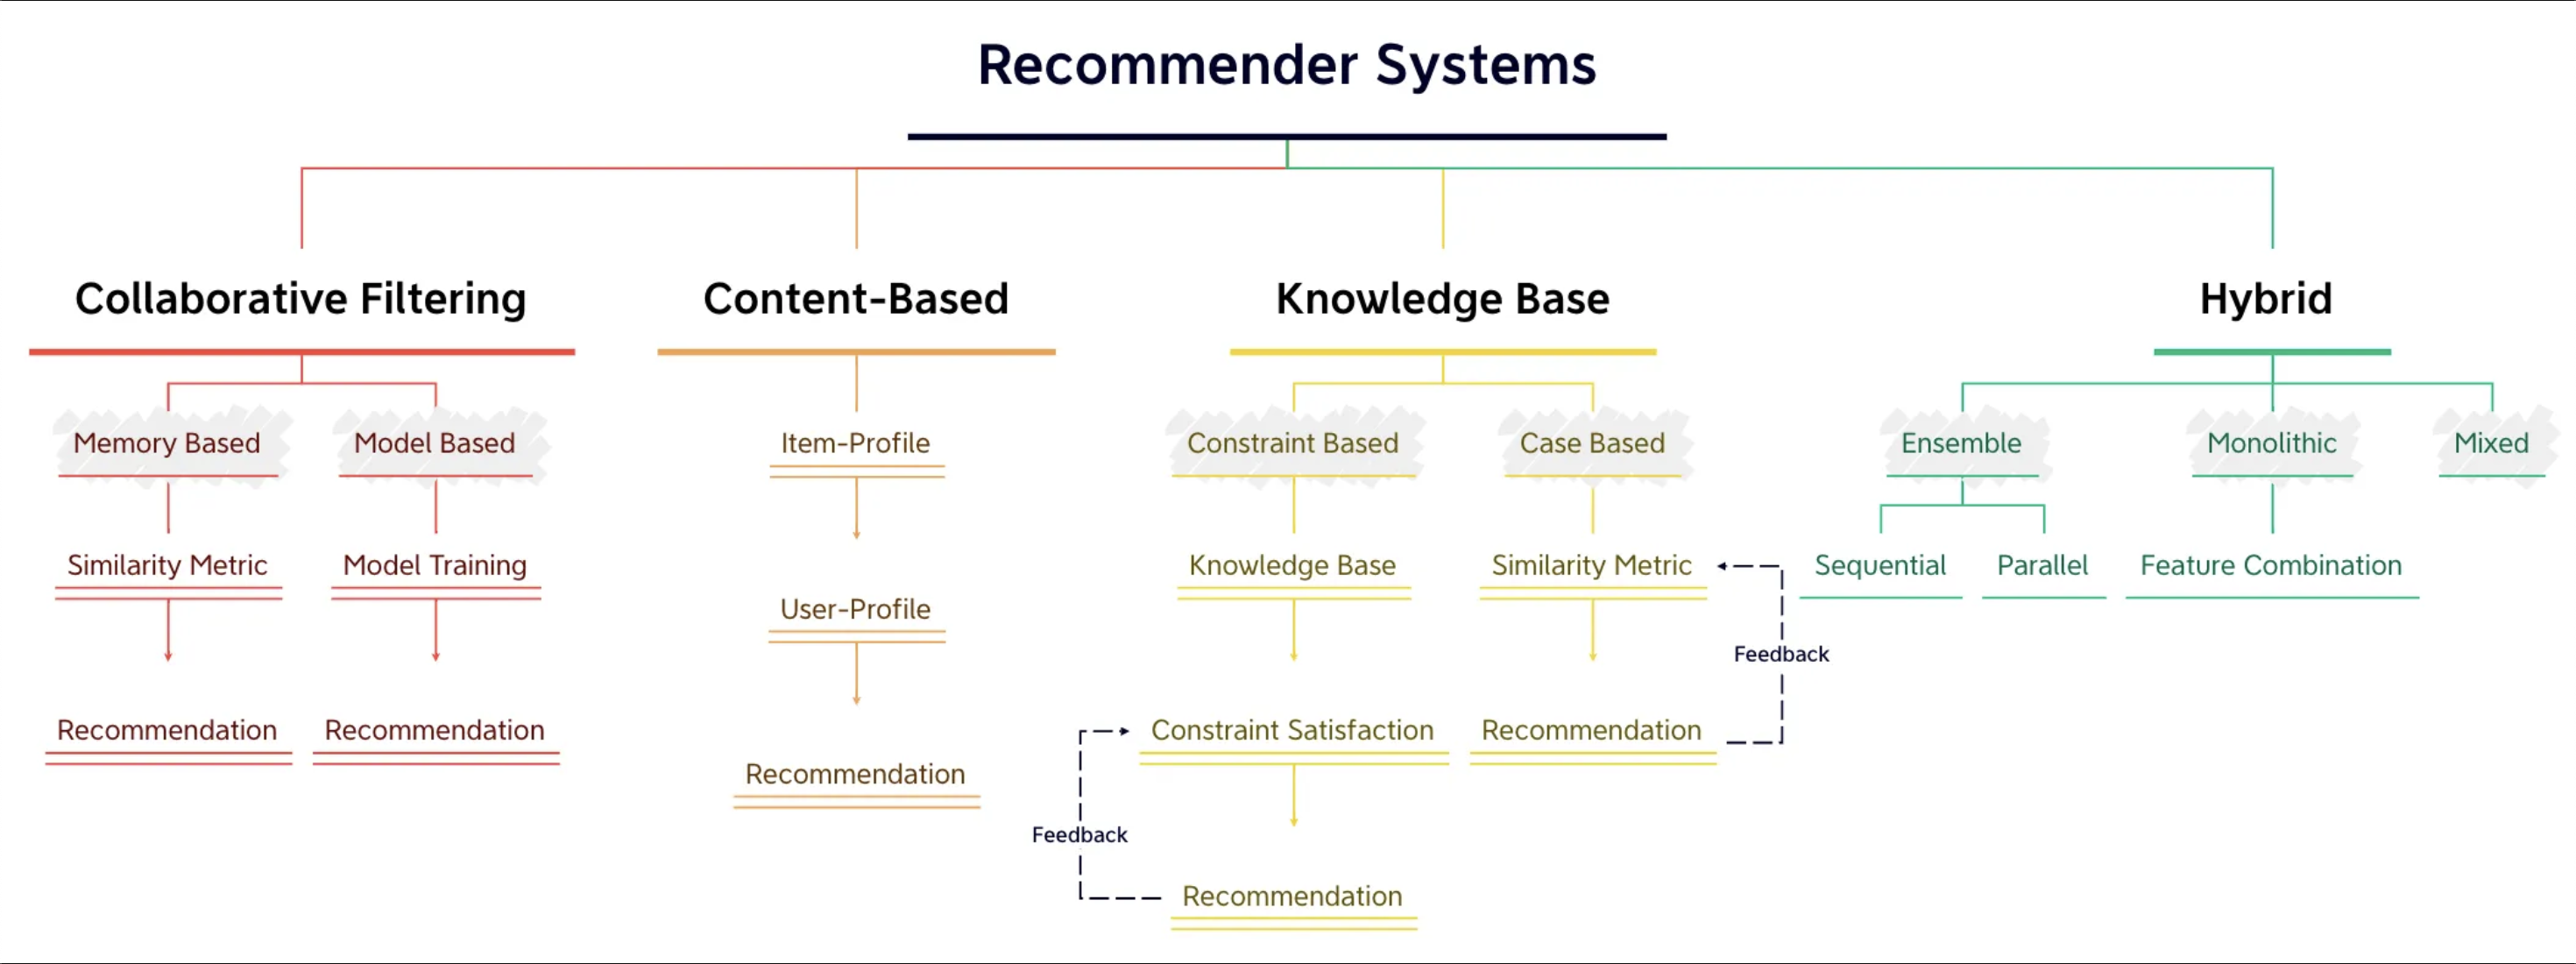 Recommender Systems
Collaborative Filtering
Content-Based
Knowledge Base
Hybrid
Memory Based
Model Based
Item-Profile
Constraint Based
Case Based
Ensemble
Monolithic
Mixed
Similarity Metric
Model Training
User-Profile
Knowledge Base
Similarity Metric
Sequential
Parallel
Feature Combination
Feedback
Recommendation
Recommendation
Recommendation
Constraint Satisfaction
Recommendation
Feedback
Recommendation